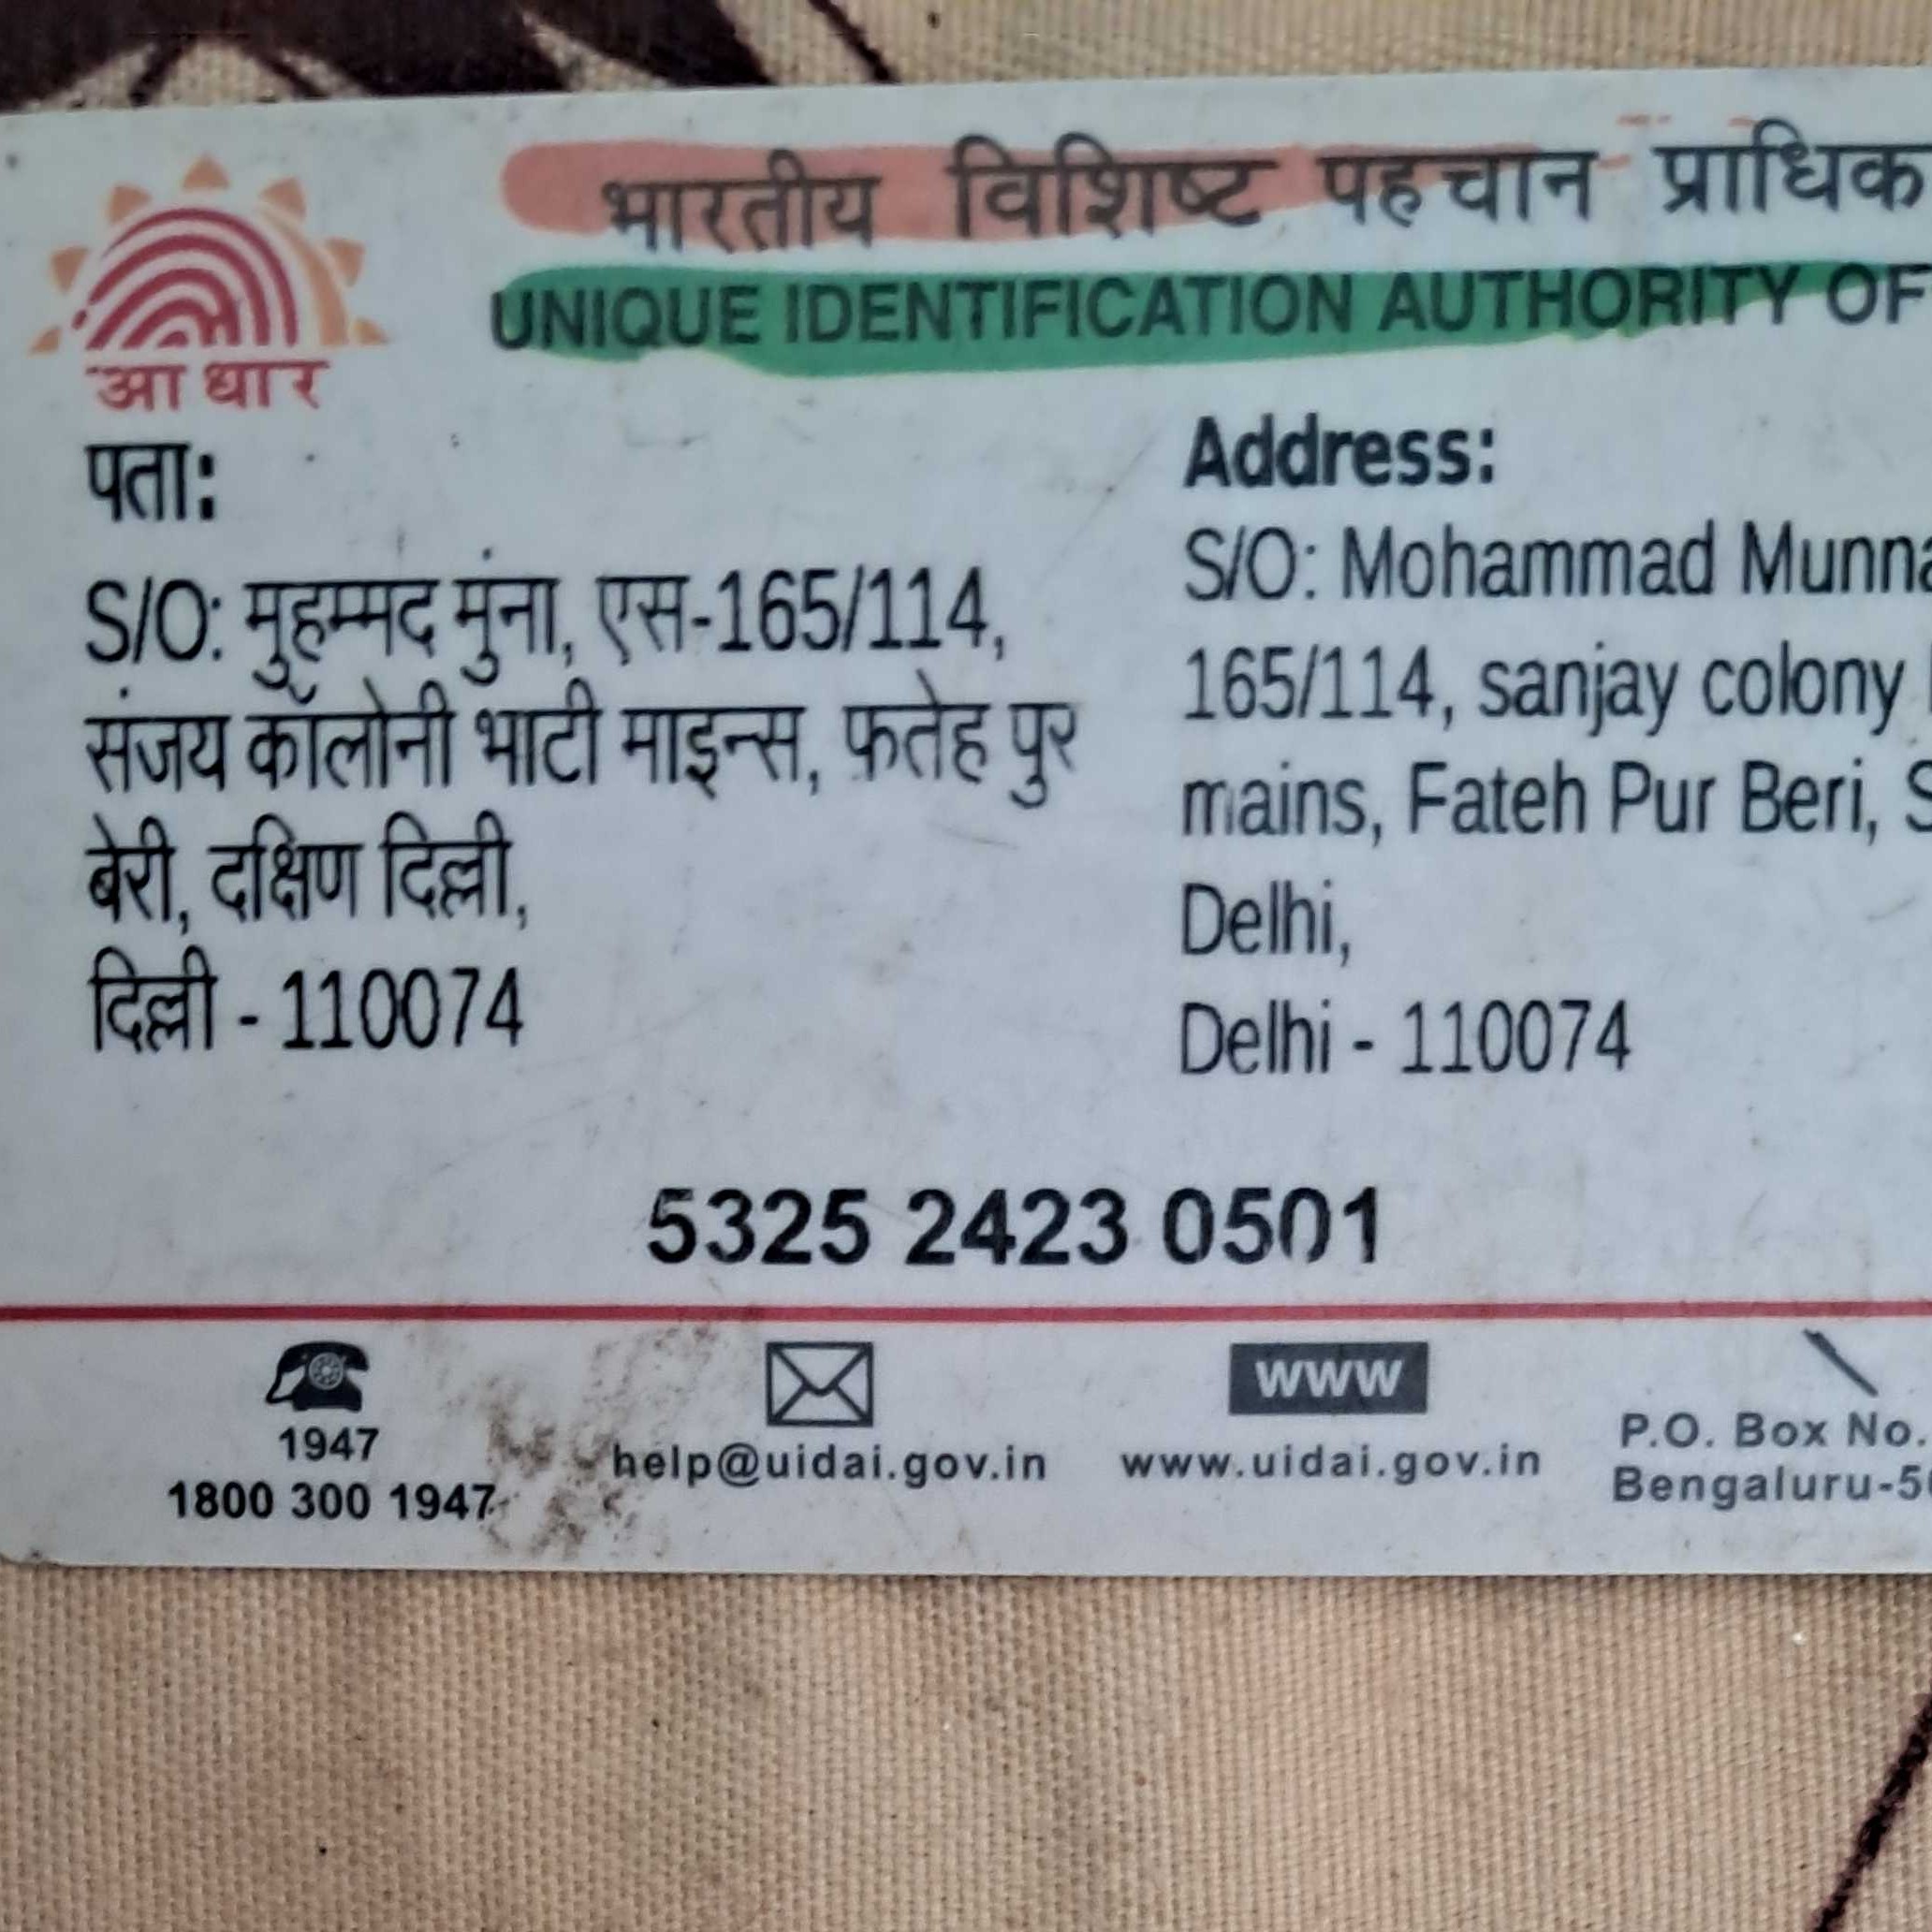 भारतीय विशिष्ट पहचान
UNIQUE IDENTIFICATION AUTHORITY OF
आधार
पता:
S/O: मुहम्मद मुंना, एस-165/114,
संजय कॉलोनी भाटी माइन्स, फ़तेह पुर
बेरी, दक्षिण दिल्ली,
दिल्ली - 110074
Address:
S/O: Mohammad
165/114, sanjay colony
mains, Fateh Pur Beri,
Delhi,
Delhi - 110074
5325 2423 0501
1947
1800 300 1947
help@uidai.gov.in
www
www.uidai.gov.in
P.O. Box No.